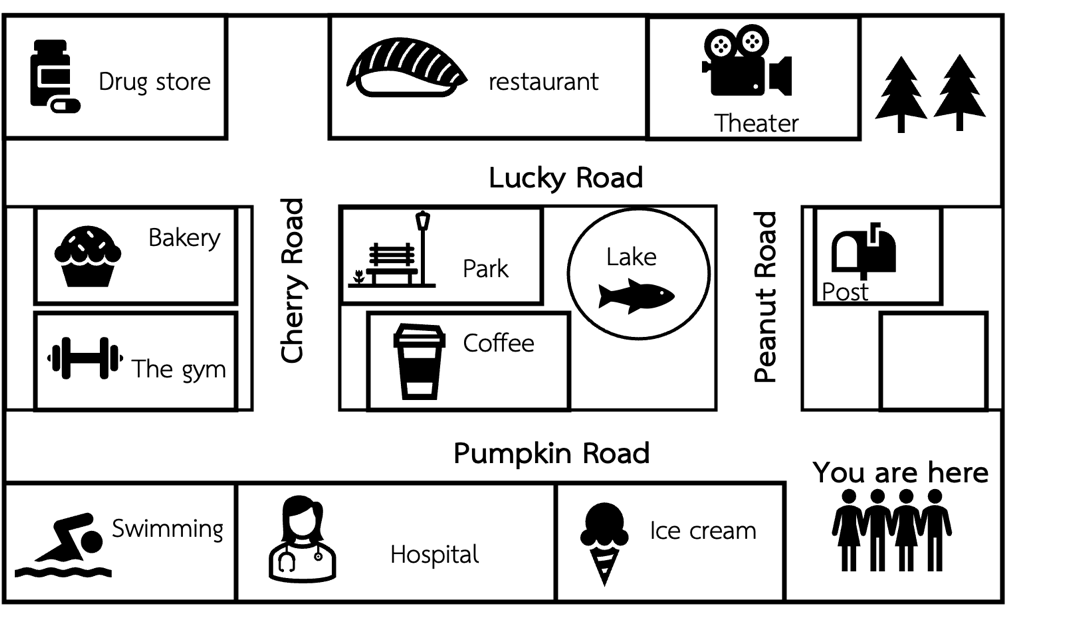 Drug store
restaurant
Theater
Lucky Road
Bakery
Cherry Road
Park
Lake
Peanut Road
Post
The gym
Coffee
Pumpkin Road
You are here
Swimming
Hospital
Ice cream